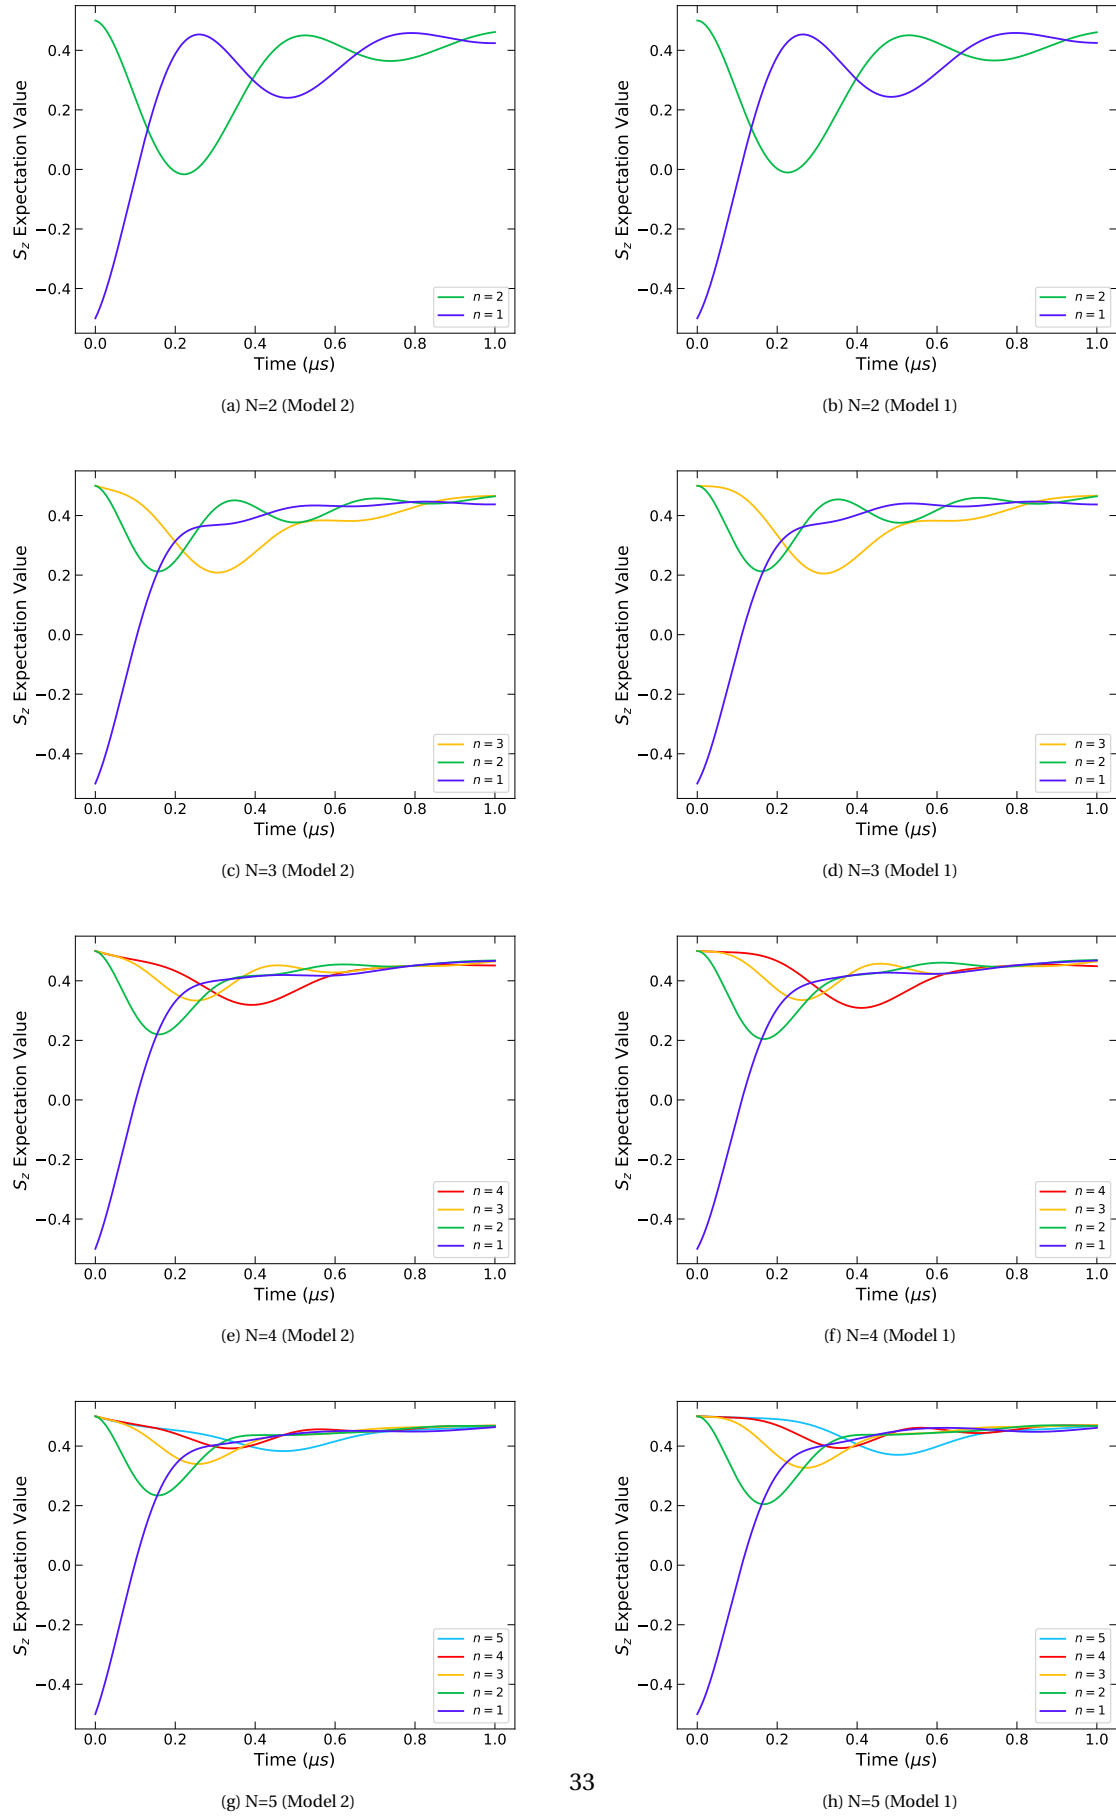 0.4
0.2
0.0
−0.2
−0.4
S_z Expectation Value
n = 2
n = 1
0.0 0.2 0.4 0.6 0.8 1.0
Time (μs)
(a) N=2 (Model 2)
0.4
0.2
0.0
−0.2
−0.4
S_z Expectation Value
n = 2
n = 1
0.0 0.2 0.4 0.6 0.8 1.0
Time (μs)
(b) N=2 (Model 1)
0.4
0.2
0.0
−0.2
−0.4
S_z Expectation Value
n = 3
n = 2
n = 1
0.0 0.2 0.4 0.6 0.8 1.0
Time (μs)
(c) N=3 (Model 2)
0.4
0.2
0.0
−0.2
−0.4
S_z Expectation Value
n = 3
n = 2
n = 1
0.0 0.2 0.4 0.6 0.8 1.0
Time (μs)
(d) N=3 (Model 1)
0.4
0.2
0.0
−0.2
−0.4
S_z Expectation Value
n = 4
n = 3
n = 2
n = 1
0.0 0.2 0.4 0.6 0.8 1.0
Time (μs)
(e) N=4 (Model 2)
0.4
0.2
0.0
−0.2
−0.4
S_z Expectation Value
n = 4
n = 3
n = 2
n = 1
0.0 0.2 0.4 0.6 0.8 1.0
Time (μs)
(f) N=4 (Model 1)
0.4
0.2
0.0
−0.2
−0.4
S_z Expectation Value
n = 5
n = 4
n = 3
n = 2
n = 1
0.0 0.2 0.4 0.6 0.8 1.0
Time (μs)
(g) N=5 (Model 2)
0.4
0.2
0.0
−0.2
−0.4
S_z Expectation Value
n = 5
n = 4
n = 3
n = 2
n = 1
0.0 0.2 0.4 0.6 0.8 1.0
Time (μs)
(h) N=5 (Model 1)
33